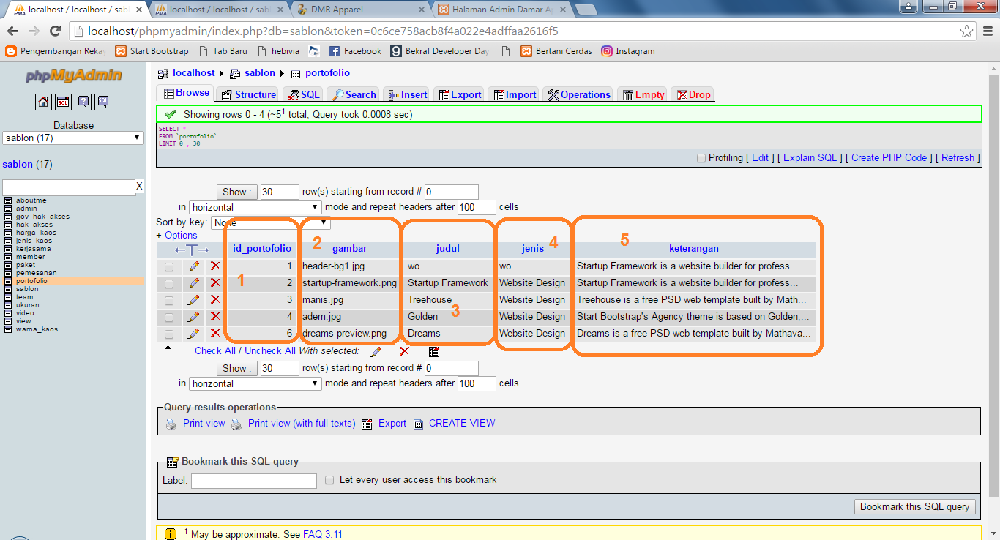 localhost / localhost / sabl
localhost / localhost / sabl
DMR Apparel
Halaman Admin Damar Ap
localhost/phpmyadmin/index.php?db=sablon&token=0c6ce758acb8f4a022e4adffaa2616f5
Pengembangan Reka
Start Bootstrap
Tab Baru
hebivia
Facebook
Bekraf Developer Day
Bertani Cerdas
Instagram
phpMyAdmin
Database
sablon (17)
sablon (17)
X
aboutme
admin
gov_hak_akses
hak_akses
harga_kaos
jenis_kaos
kerjasama
member
paket
pemesanan
portofolio
sablon
team
ukuran
video
view
warna_kaos
localhost sablon portofolio
Browse Structure SQL Search Insert Export Import Operations Empty Drop
Showing rows 0 - 4 (~5¹ total, Query took 0.0008 sec)
SELECT *
FROM `portofolio`
LIMIT 0 , 30
Profiling [ Edit ] [ Explain SQL ] [ Create PHP Code ] [ Refresh ]
Show : 30 row(s) starting from record # 0
in horizontal mode and repeat headers after 100 cells
Sort by key: None
+ Options
←T→ id_portofolio gambar judul jenis keterangan
1 header-bg1.jpg wo wo Startup Framework is a website builder for profess...
2 startup-framework.png Startup Framework Website Design Startup Framework is a website builder for profess...
3 manis.jpg Treehouse Website Design Treehouse is a free PSD web template built by Math...
4 adem.jpg Golden Website Design Start Bootstrap's Agency theme is based on Golden,...
6 dreams-preview.png Dreams Website Design Dreams is a free PSD web template built by Mathava...
1
2
3
4
5
Check All / Uncheck All With selected:
Show : 30 row(s) starting from record # 0
in horizontal mode and repeat headers after 100 cells
Query results operations
Print view Print view (with full texts) Export CREATE VIEW
Bookmark this SQL query
Label: Let every user access this bookmark
Bookmark this SQL query
¹ May be approximate. See FAQ 3.11